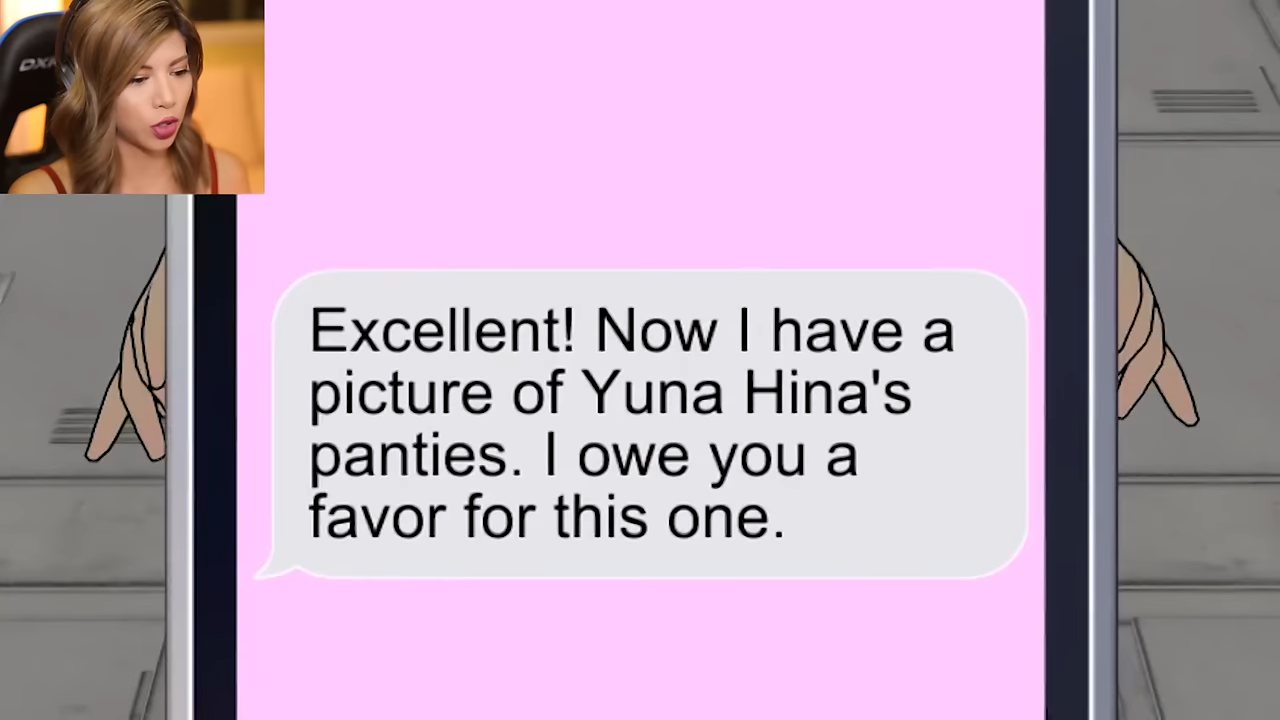 Excellent! Now I have a
picture of Yuna Hina's
panties. I owe you a
favor for this one.